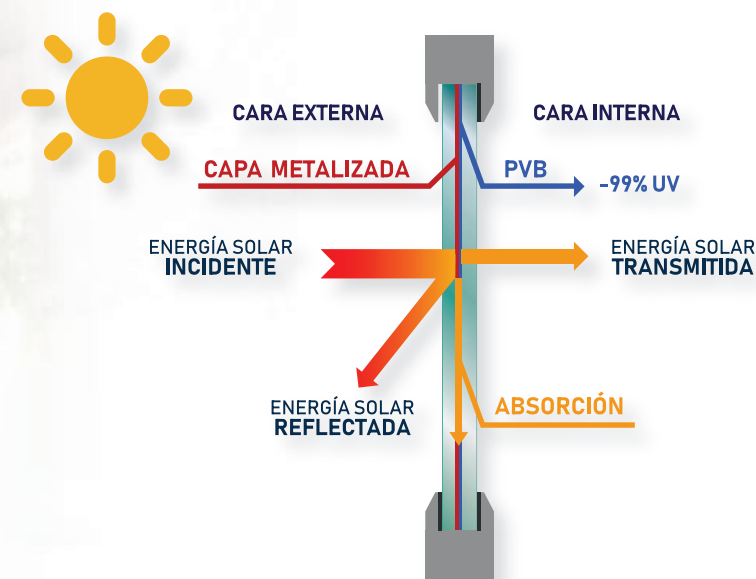 CARA EXTERNA
CARA INTERNA
CAPA METALIZADA
PVB
-99% UV
ENERGÍA SOLAR
INCIDENTE
ENERGÍA SOLAR
TRANSMITIDA
ENERGÍA SOLAR
REFLECTADA
ABSORCIÓN